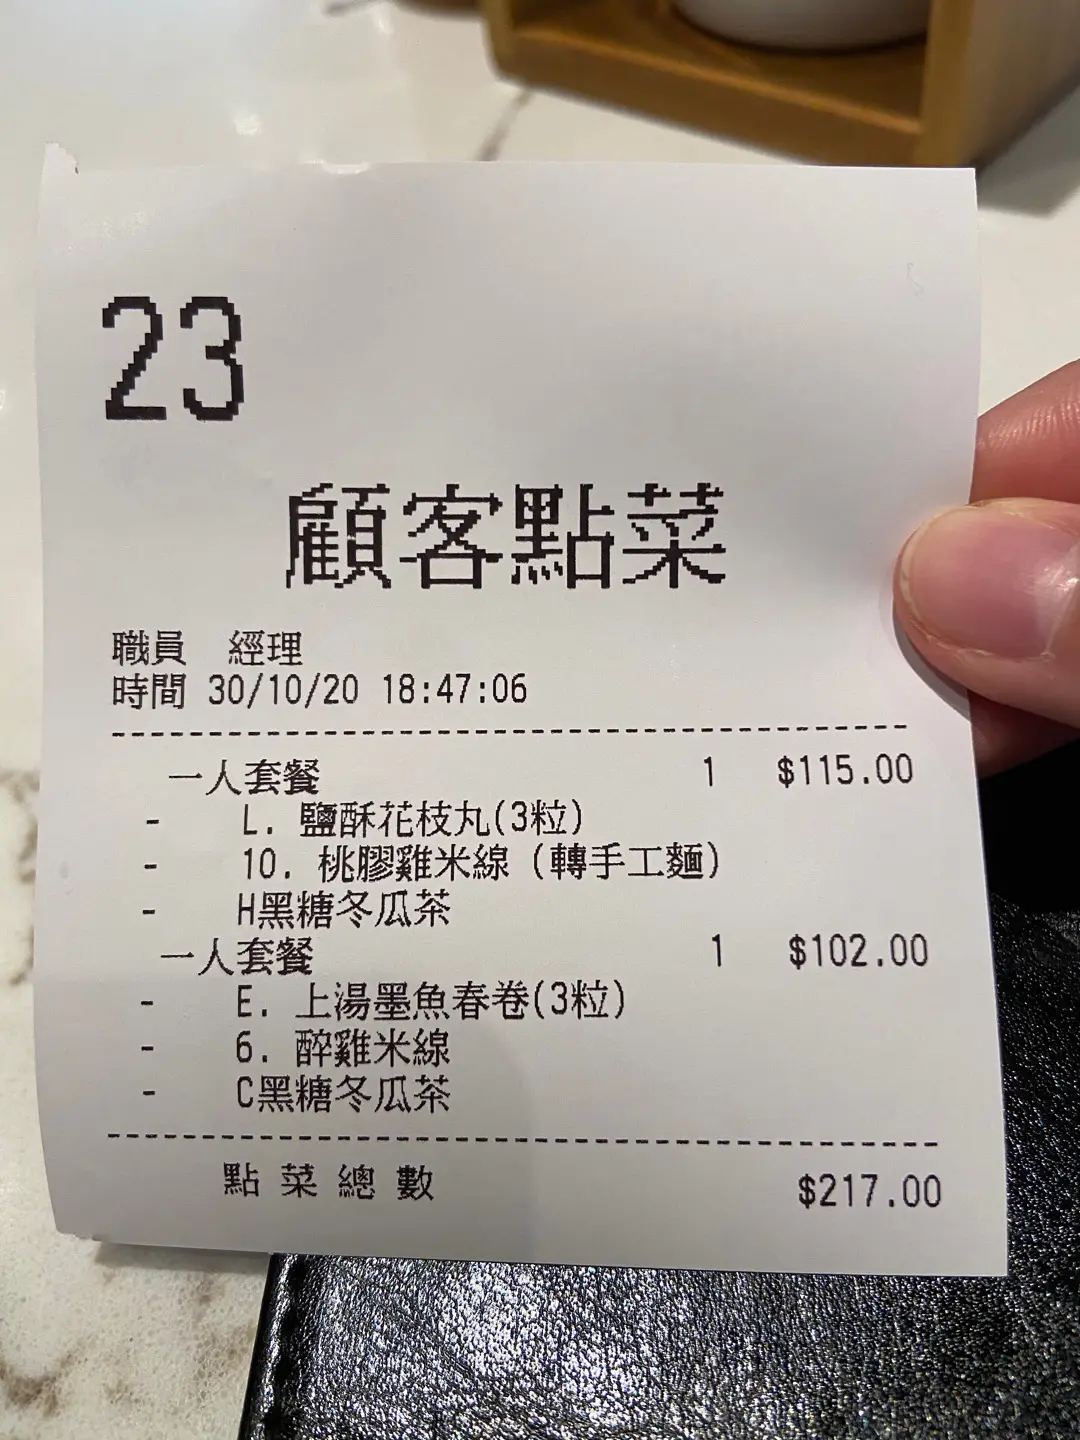 23
顧客點菜
職員 經理
時間 30/10/20 18:47:06
一人套餐 1 $115.00
- L. 鹽酥花枝丸(3粒)
- 10. 桃膠雞米線 (轉手工麵)
- H黑糖冬瓜茶
一人套餐 1 $102.00
- E. 上湯墨魚春卷(3粒)
- 6. 醉雞米線
- C黑糖冬瓜茶
點菜總數 $217.00